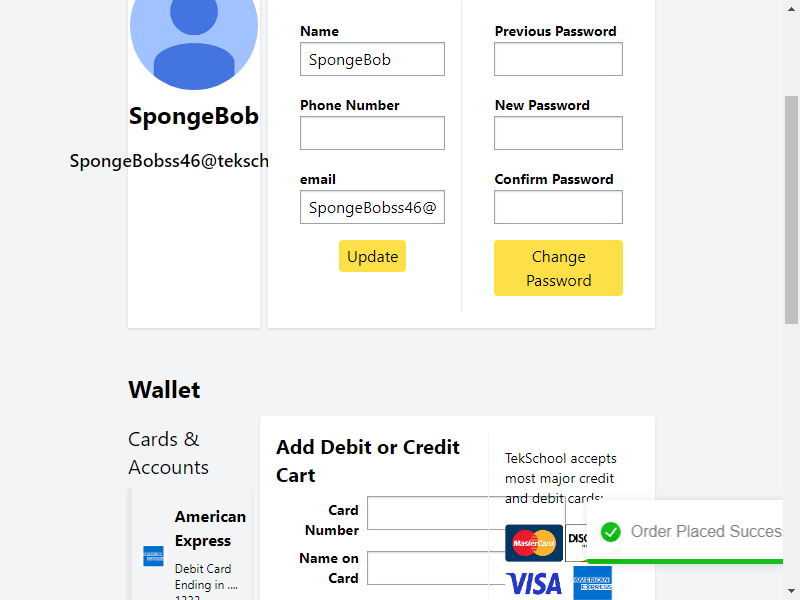 SpongeBob
SpongeBobss46@teksch
Name
SpongeBob
Phone Number
email
SpongeBobss46@
Update
Previous Password
New Password
Confirm Password
Change
Password
Wallet
Cards &
Accounts
American
Express
Debit Card
Ending in ....
Add Debit or Credit
Cart
Card
Number
Name on
Card
TekSchool accepts
most major credit
and debit cards:
MasterCard
DISC
VISA
AMERICAN
EXPRESS
Order Placed Succes